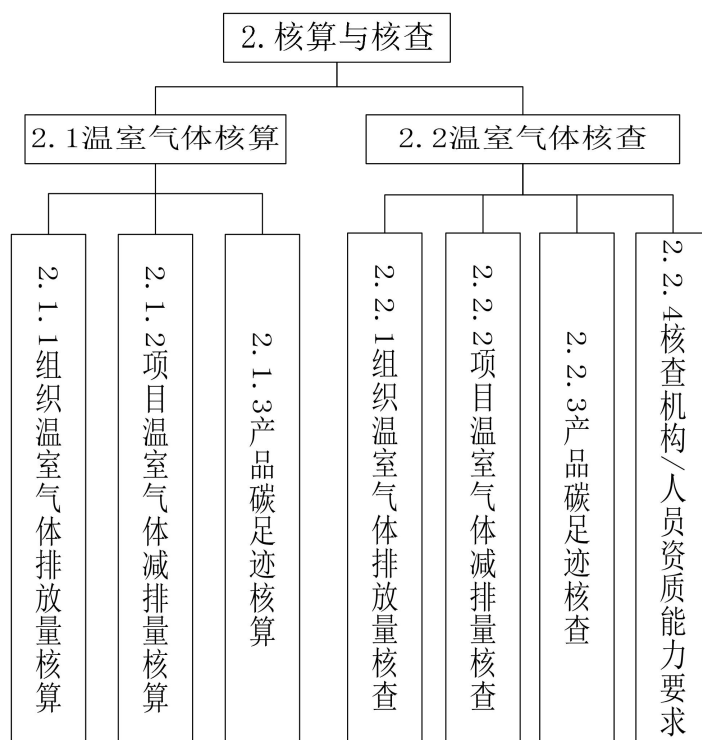 2.核算与核查
2.1温室气体核算
2.2温室气体核查
2.1.1组织温室气体排放量核算
2.1.2项目温室气体减排量核算
2.1.3产品碳足迹核算
2.2.1组织温室气体排放量核查
2.2.2项目温室气体减排量核查
2.2.3产品碳足迹核查
2.2.4核查机构/人员资质能力要求